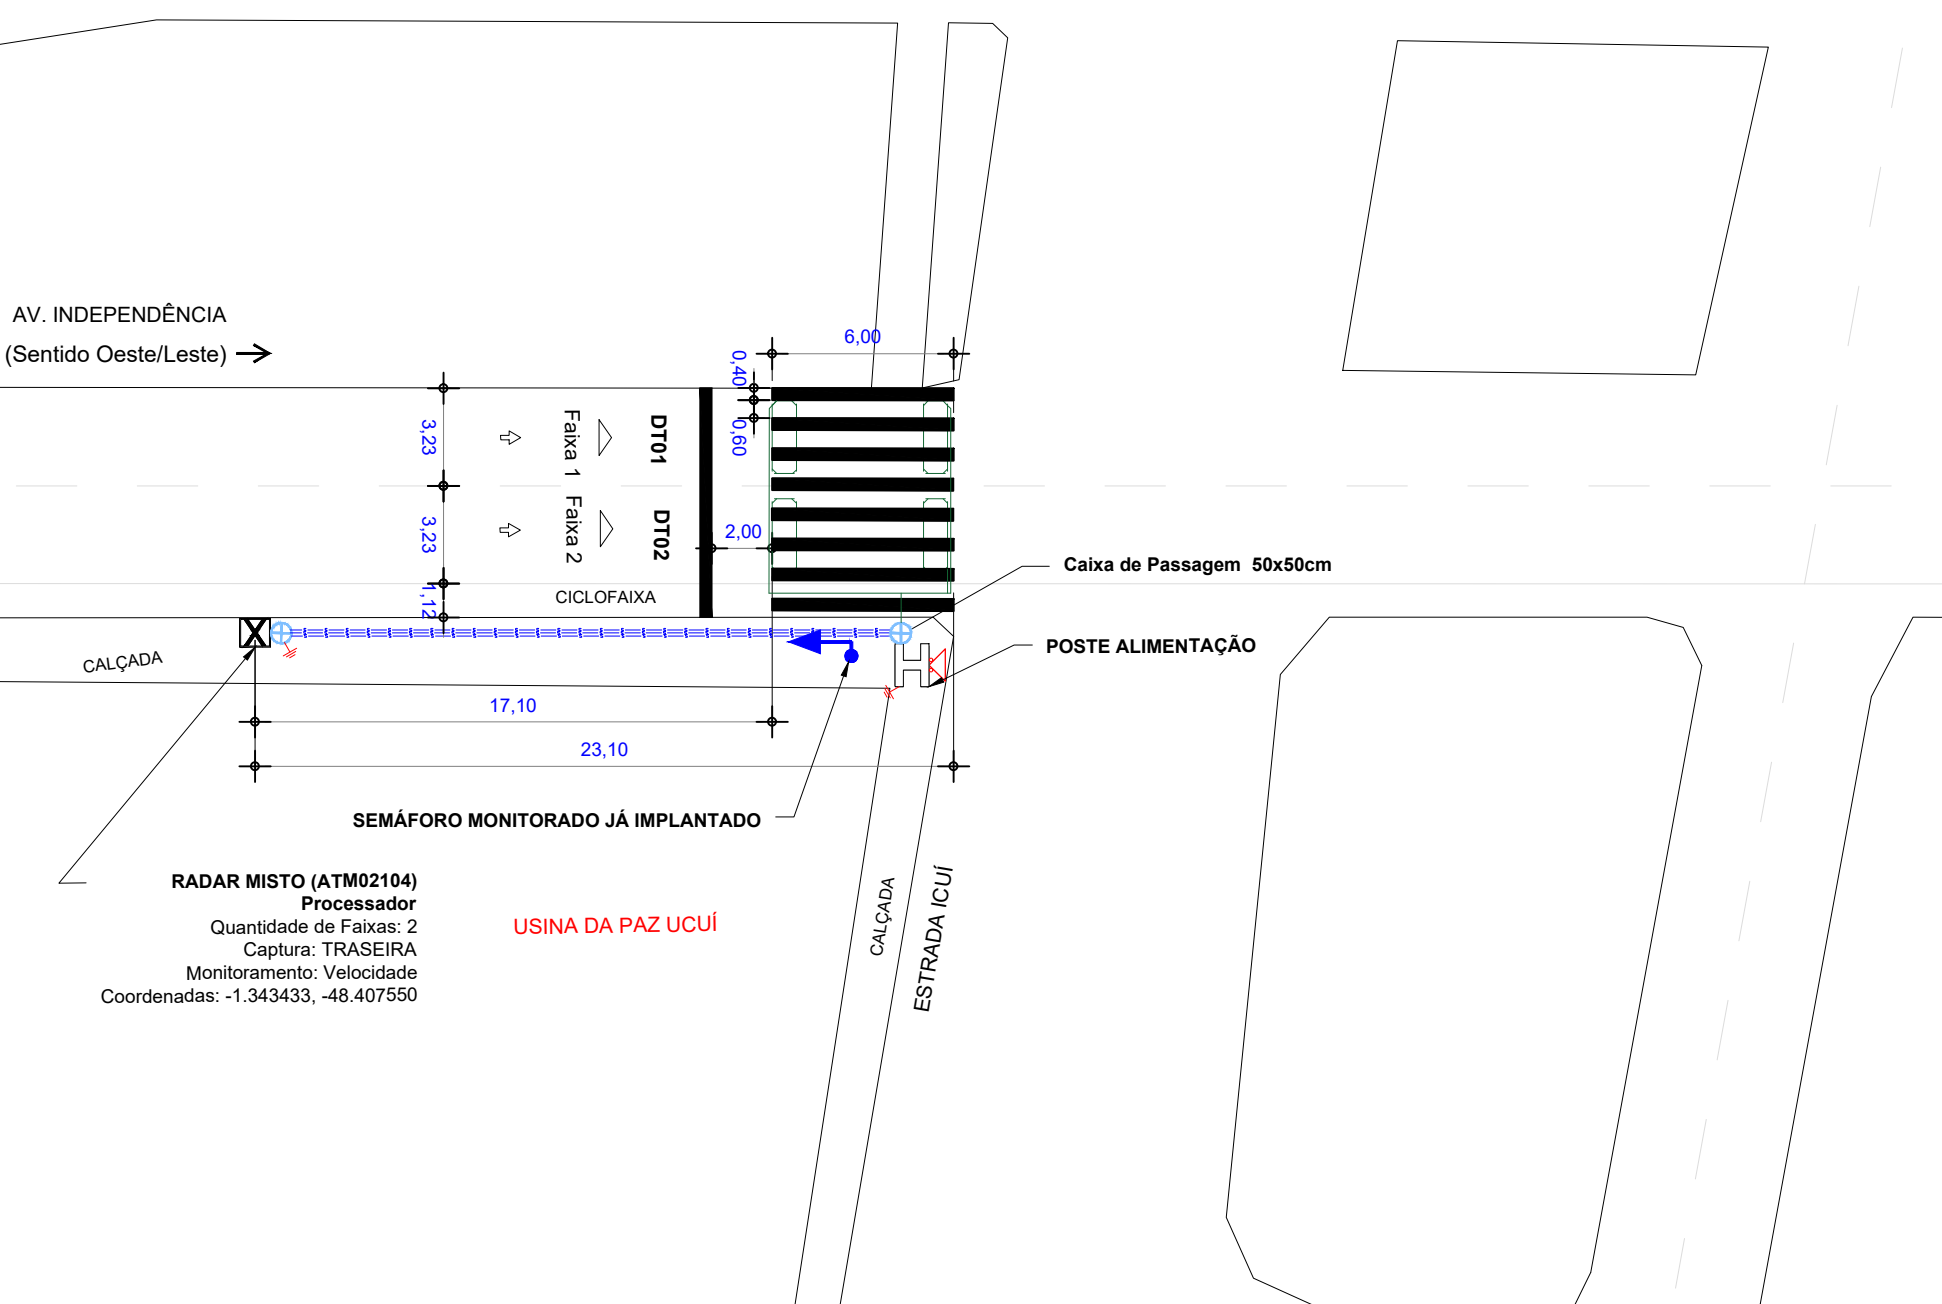 AV. INDEPENDÊNCIA
(Sentido Oeste/Leste)
6,00
0,40
0,60
3,23
Faixa 1
DT01
3,23
Faixa 2
DT02
2,00
1,12
CICLOFAIXA
Caixa de Passagem 50x50cm
POSTE ALIMENTAÇÃO
CALÇADA
17,10
23,10
SEMÁFORO MONITORADO JÁ IMPLANTADO
RADAR MISTO (ATM02104)
Processador
Quantidade de Faixas: 2
Captura: TRASEIRA
Monitoramento: Velocidade
Coordenadas: -1.343433, -48.407550
USINA DA PAZ UCUÍ
CALÇADA
ESTRADA ICUÍ